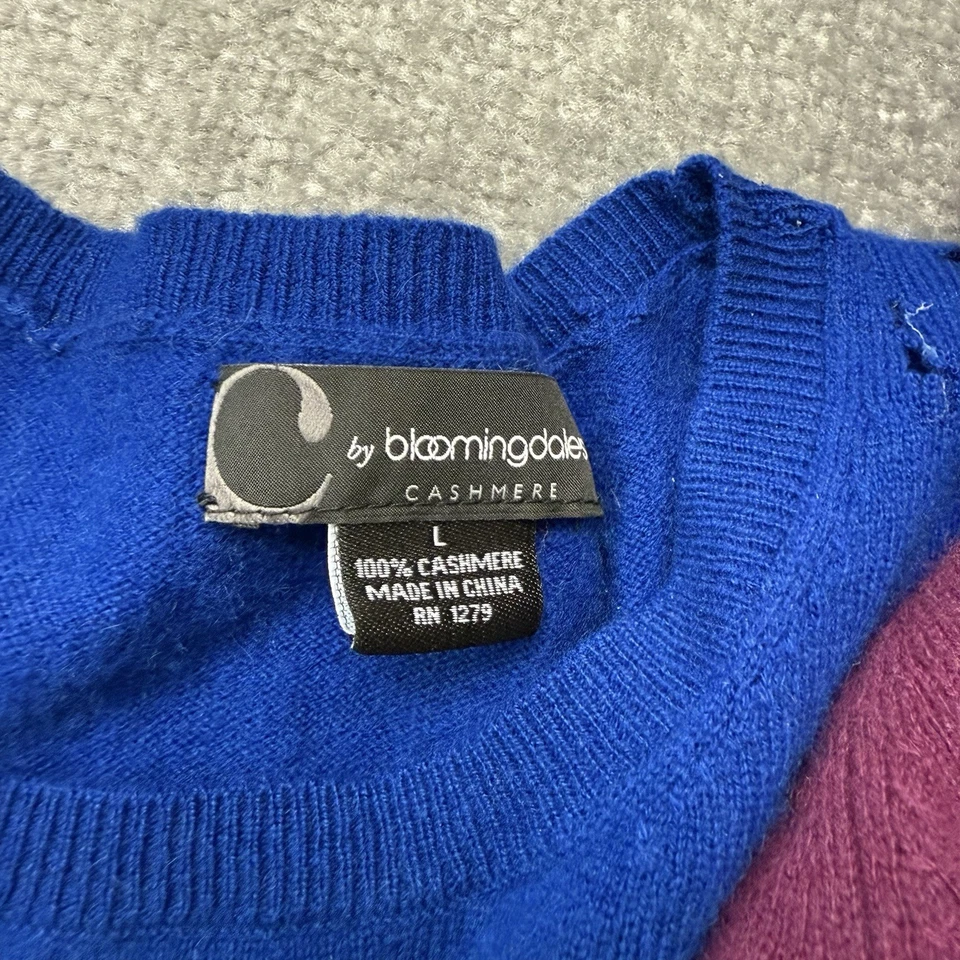 C by bloomingdales
CASHMERE
L
100% CASHMERE
MADE IN CHINA
RN 1279